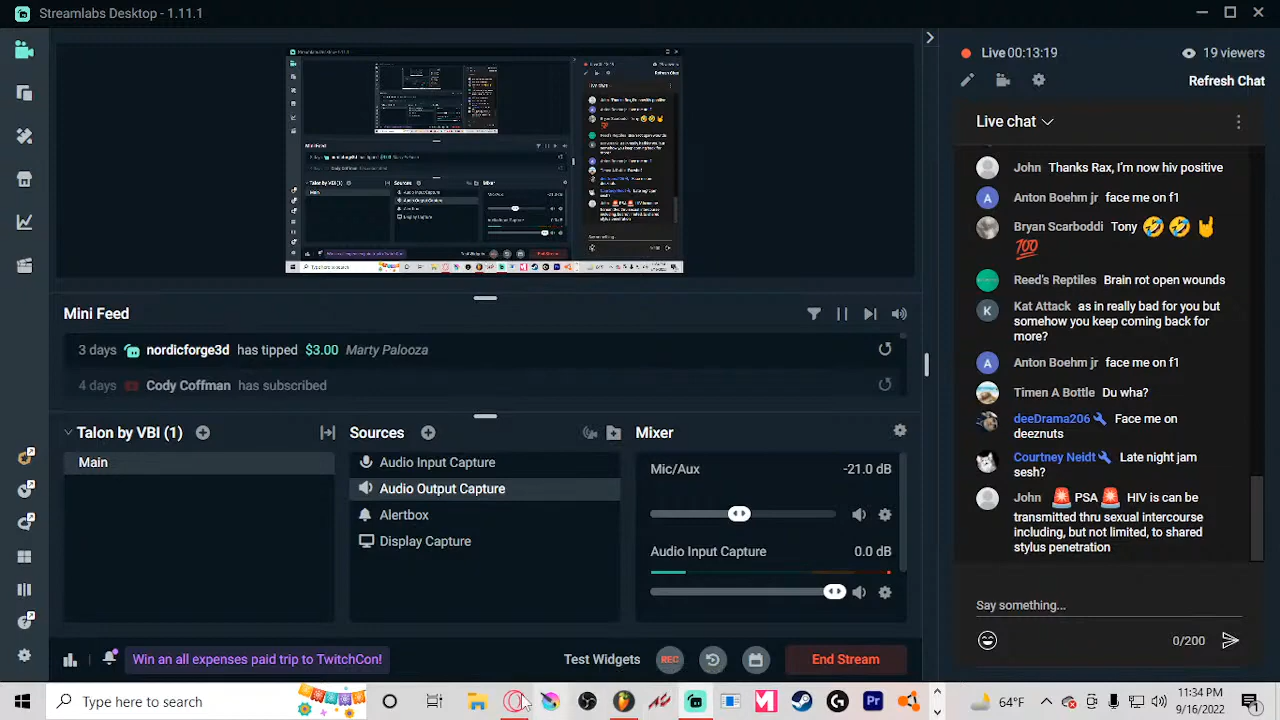 Streamlabs Desktop - 1.11.1
Live 00:13:19
19 viewers
Refresh Chat
Live chat
John Thanks Rax, I'm using his
Anton Boehm jr face me on f1
Bryan Scarboddi Tony 🤣 🤣 🤘
💯
Reed's Reptiles Brain rot open wounds
Kat Attack as in really bad for you but
somehow you keep coming back for
more?
Anton Boehm jr face me on f1
Timen A Bottle Du wha?
deeDrama206 Face me on
deeznuts
Courtney Neidt Late night jam
sesh?
John 🚨 PSA 🚨 HIV is can be
transmitted thru sexual intercourse
including, but not limited, to shared
stylus penetration
Say something...
0/200
Mini Feed
3 days nordicforge3d has tipped $3.00 Marty Palooza
4 days Cody Coffman has subscribed
Talon by VBI (1)
Main
Sources
Audio Input Capture
Audio Output Capture
Alertbox
Display Capture
Mixer
Mic/Aux -21.0 dB
Audio Input Capture 0.0 dB
Win an all expenses paid trip to TwitchCon!
Test Widgets
REC
End Stream
Type here to search
Pr
74°F
11:34 PM
9/16/2022
1